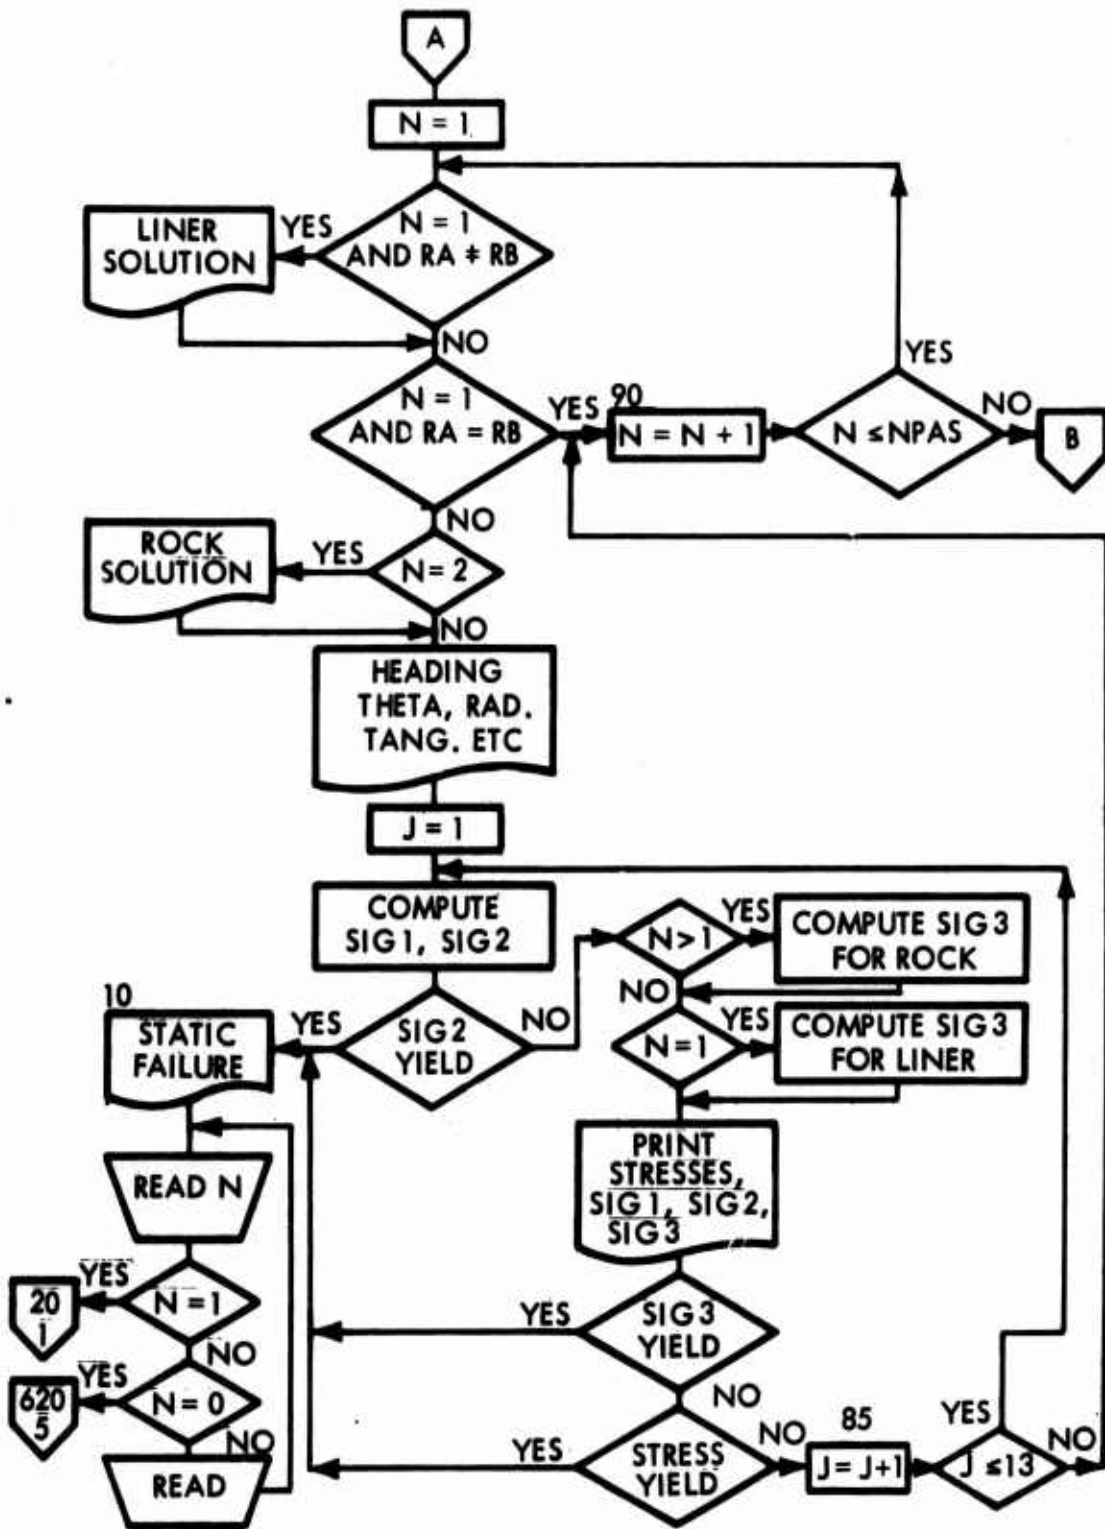 A
N = 1
N = 1
AND RA ≠ RB
YES
LINER
SOLUTION
NO
YES
N = 1
AND RA = RB
YES
90
N = N + 1
N ≤ NPAS
NO
B
NO
ROCK
SOLUTION
YES
N = 2
NO
HEADING
THETA, RAD.
TANG. ETC
J = 1
COMPUTE
SIG1, SIG2
N > 1
YES
COMPUTE SIG3
FOR ROCK
NO
10
STATIC
FAILURE
YES
SIG2
YIELD
NO
N=1
YES
COMPUTE SIG3
FOR LINER
PRINT
STRESSES,
SIG1, SIG2,
SIG3
READ N
YES
N=1
20
1
NO
YES
N=0
620
5
NO
READ
YES
SIG3
YIELD
NO
YES
STRESS
YIELD
NO
85
J= J+1
YES
J ≤13
NO